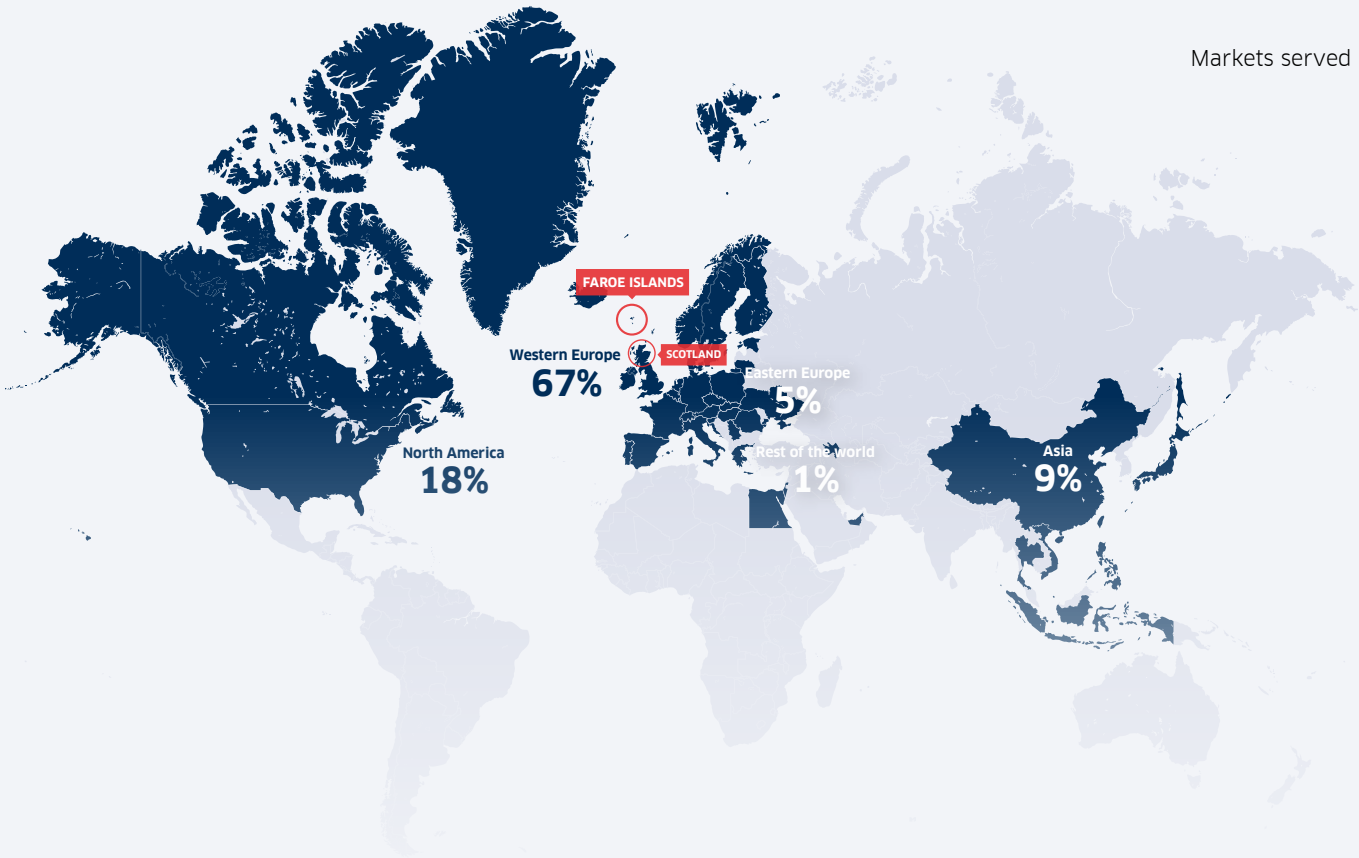 Markets served
FAROE ISLANDS
SCOTLAND
Western Europe
67%
Eastern Europe
5%
North America
18%
Rest of the world
1%
Asia
9%